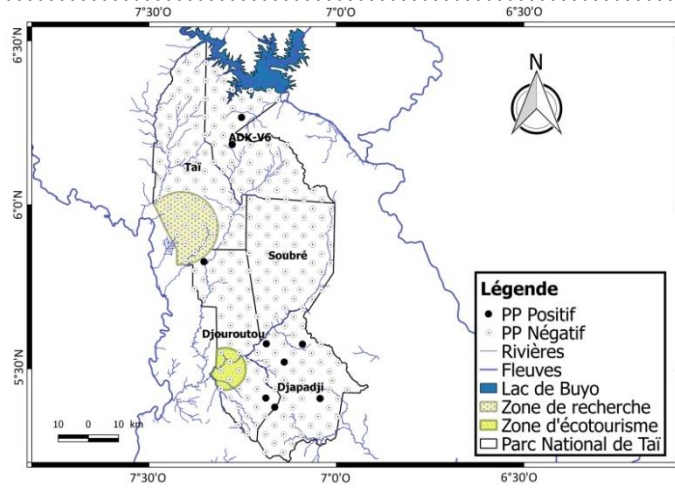 7°30'O 7°0'O 6°30'O
6°30'N
N
ADK-V6
Taï
6°0'N
Soubré
Légende
PP Positif
PP Négatif
Djouroutou
Rivières
5°30'N
Fleuves
Djapadji
Lac de Buyo
Zone de recherche
10 0 10 km
Zone d'écotourisme
Parc National de Taï
7°30'O 7°0'O 6°30'O